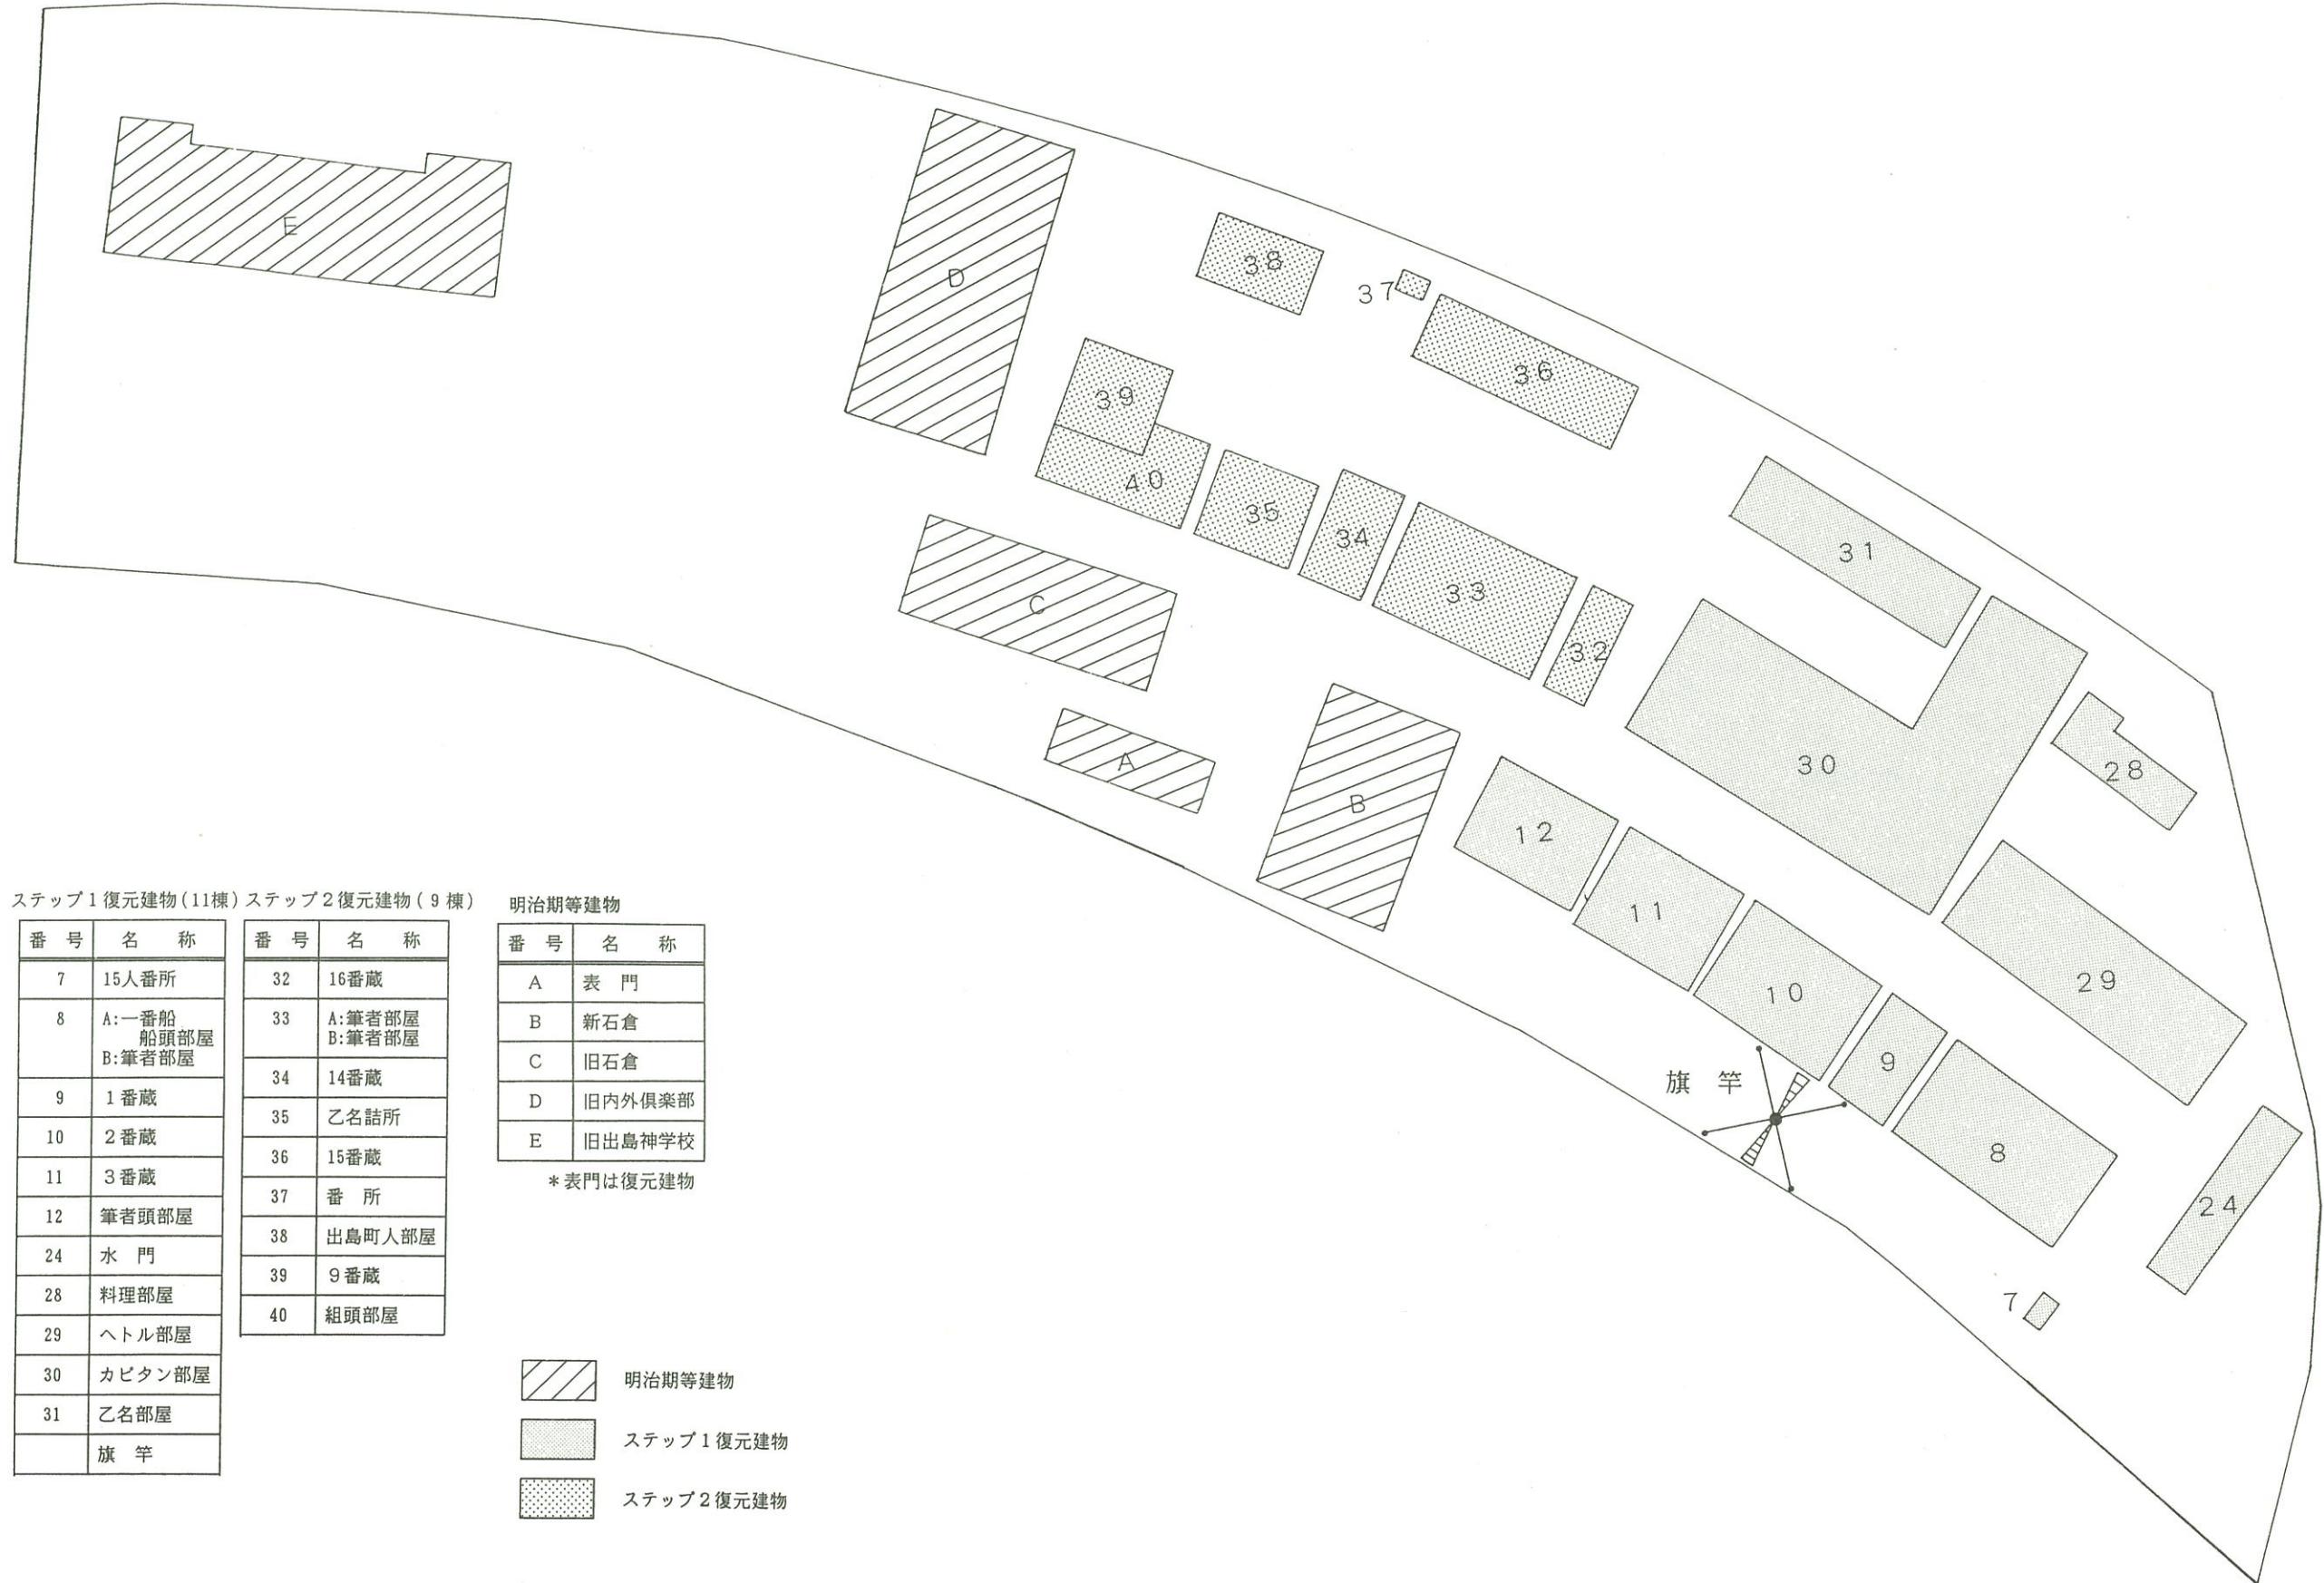 E
D
38
37
36
39
40
35
34
33
32
31
30
28
29
C
A
B
12
11
10
9
8
24
7
旗　竿
ステップ1復元建物(11棟)
番　号　名　　称
7　15人番所
8　A:一番船
船頭部屋
B:筆者部屋
9　1番蔵
10　2番蔵
11　3番蔵
12　筆者頭部屋
24　水　門
28　料理部屋
29　ヘトル部屋
30　カピタン部屋
31　乙名部屋
旗　竿
ステップ2復元建物(9棟)
番　号　名　　称
32　16番蔵
33　A:筆者部屋
B:筆者部屋
34　14番蔵
35　乙名詰所
36　15番蔵
37　番　所
38　出島町人部屋
39　9番蔵
40　組頭部屋
明治期等建物
番　号　名　　称
A　表　門
B　新石倉
C　旧石倉
D　旧内外倶楽部
E　旧出島神学校
＊表門は復元建物
明治期等建物
ステップ1復元建物
ステップ2復元建物